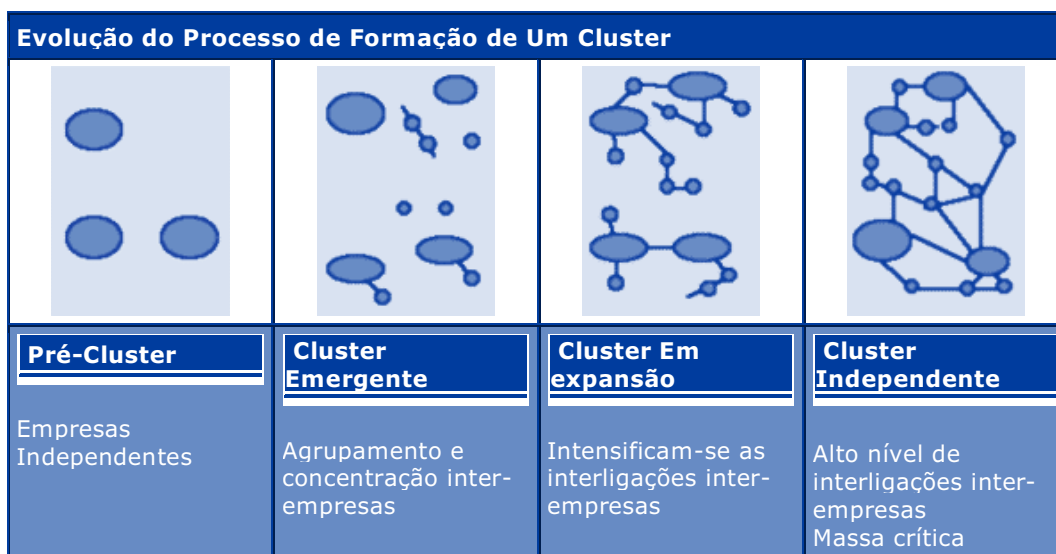 Evolução do Processo de Formação de Um Cluster
Pré-Cluster
Empresas
Independentes
Cluster
Emergente
Agrupamento e
concentração inter-
empresas
Cluster Em
expansão
Intensificam-se as
interligações inter-
empresas
Cluster
Independente
Alto nível de
interligações inter-
empresas
Massa crítica